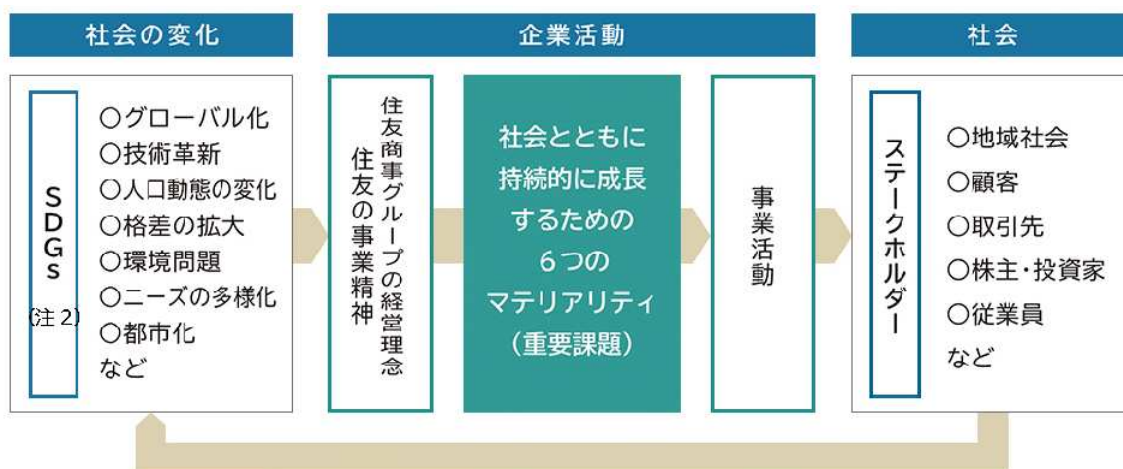 社会の変化
企業活動
社会
SDGs
(注2)
○グローバル化
○技術革新
○人口動態の変化
○格差の拡大
○環境問題
○ニーズの多様化
○都市化
など
住友商事グループの経営理念
住友の事業精神
社会とともに
持続的に成長
するための
6つの
マテリアリティ
(重要課題)
事業活動
ステークホルダー
○地域社会
○顧客
○取引先
○株主・投資家
○従業員
など